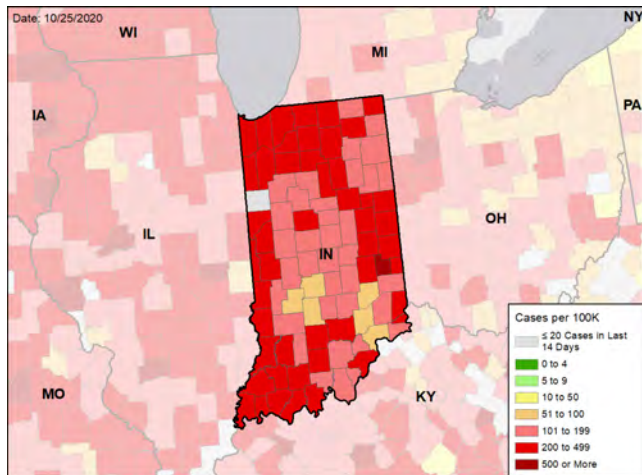 Date: 10/25/2020
WI
NY
MI
IA
PA
IL
OH
IN
MO
KY
Cases per 100K
≤ 20 Cases in Last
14 Days
0 to 4
5 to 9
10 to 50
51 to 100
101 to 199
200 to 499
500 or More